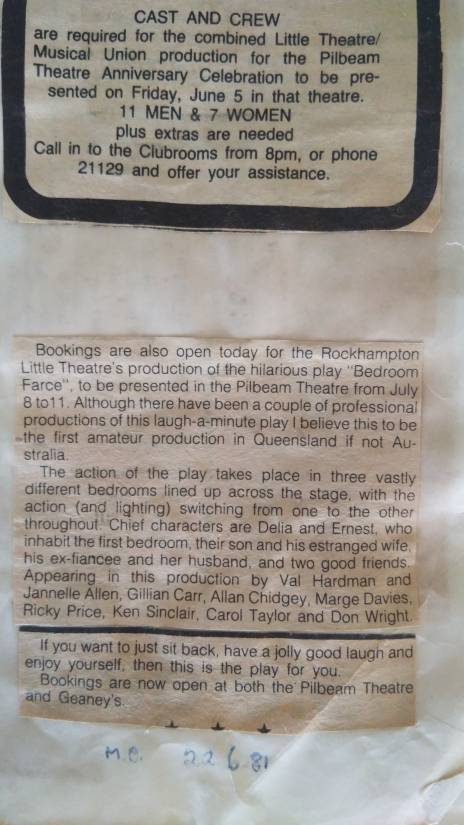 CAST AND CREW
are required for the combined Little Theatre/
Musical Union production for the Pilbeam
Theatre Anniversary Celebration to be pre-
sented on Friday, June 5 in that theatre.
11 MEN & 7 WOMEN
plus extras are needed
Call in to the Clubrooms from 8pm, or phone
21129 and offer your assistance.
Bookings are also open today for the Rockhampton
Little Theatre's production of the hilarious play "Bedroom
Farce", to be presented in the Pilbeam Theatre from July
8 to11. Although there have been a couple of professional
productions of this laugh-a-minute play I believe this to be
the first amateur production in Queensland if not Au-
stralia.
The action of the play takes place in three vastly
different bedrooms lined up across the stage, with the
action (and lighting) switching from one to the other
throughout. Chief characters are Delia and Ernest, who
inhabit the first bedroom, their son and his estranged wife,
his ex-fiancee and her husband, and two good friends.
Appearing in this production by Val Hardman and
Jannelle Allen, Gillian Carr, Allan Chidgey, Marge Davies,
Ricky Price, Ken Sinclair, Carol Taylor and Don Wright.
If you want to just sit back, have a jolly good laugh and
enjoy yourself, then this is the play for you.
Bookings are now open at both the Pilbeam Theatre
and Geaney's.
M.B. 22 6.81